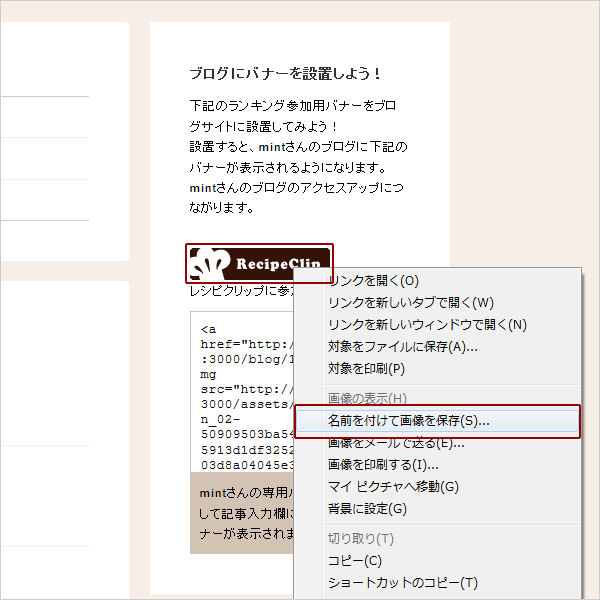 ブログにバナーを設置しよう！
下記のランキング参加用バナーをブロ
グサイトに設置してみよう！
設置すると、mintさんのブログに下記の
バナーが表示されるようになります。
mintさんのブログのアクセスアップにつ
ながります。
RecipeClip
レシピクリップに参
<a
href="http:
:3000/blog/1
mg
src="http://
3000/assets/
n_02-
50909503ba54
5913d1df3252
03d8a04045e3
mintさんの専用
して記事入力欄に
ナーが表示されま
リンクを開く(O)
リンクを新しいタブで開く(W)
リンクを新しいウィンドウで開く(N)
対象をファイルに保存(A)...
対象を印刷(P)
画像の表示(H)
名前を付けて画像を保存(S)...
画像をメールで送る(E)...
画像を印刷する(I)...
マイ ピクチャへ移動(G)
背景に設定(G)
切り取り(T)
コピー(C)
ショートカットのコピー(T)